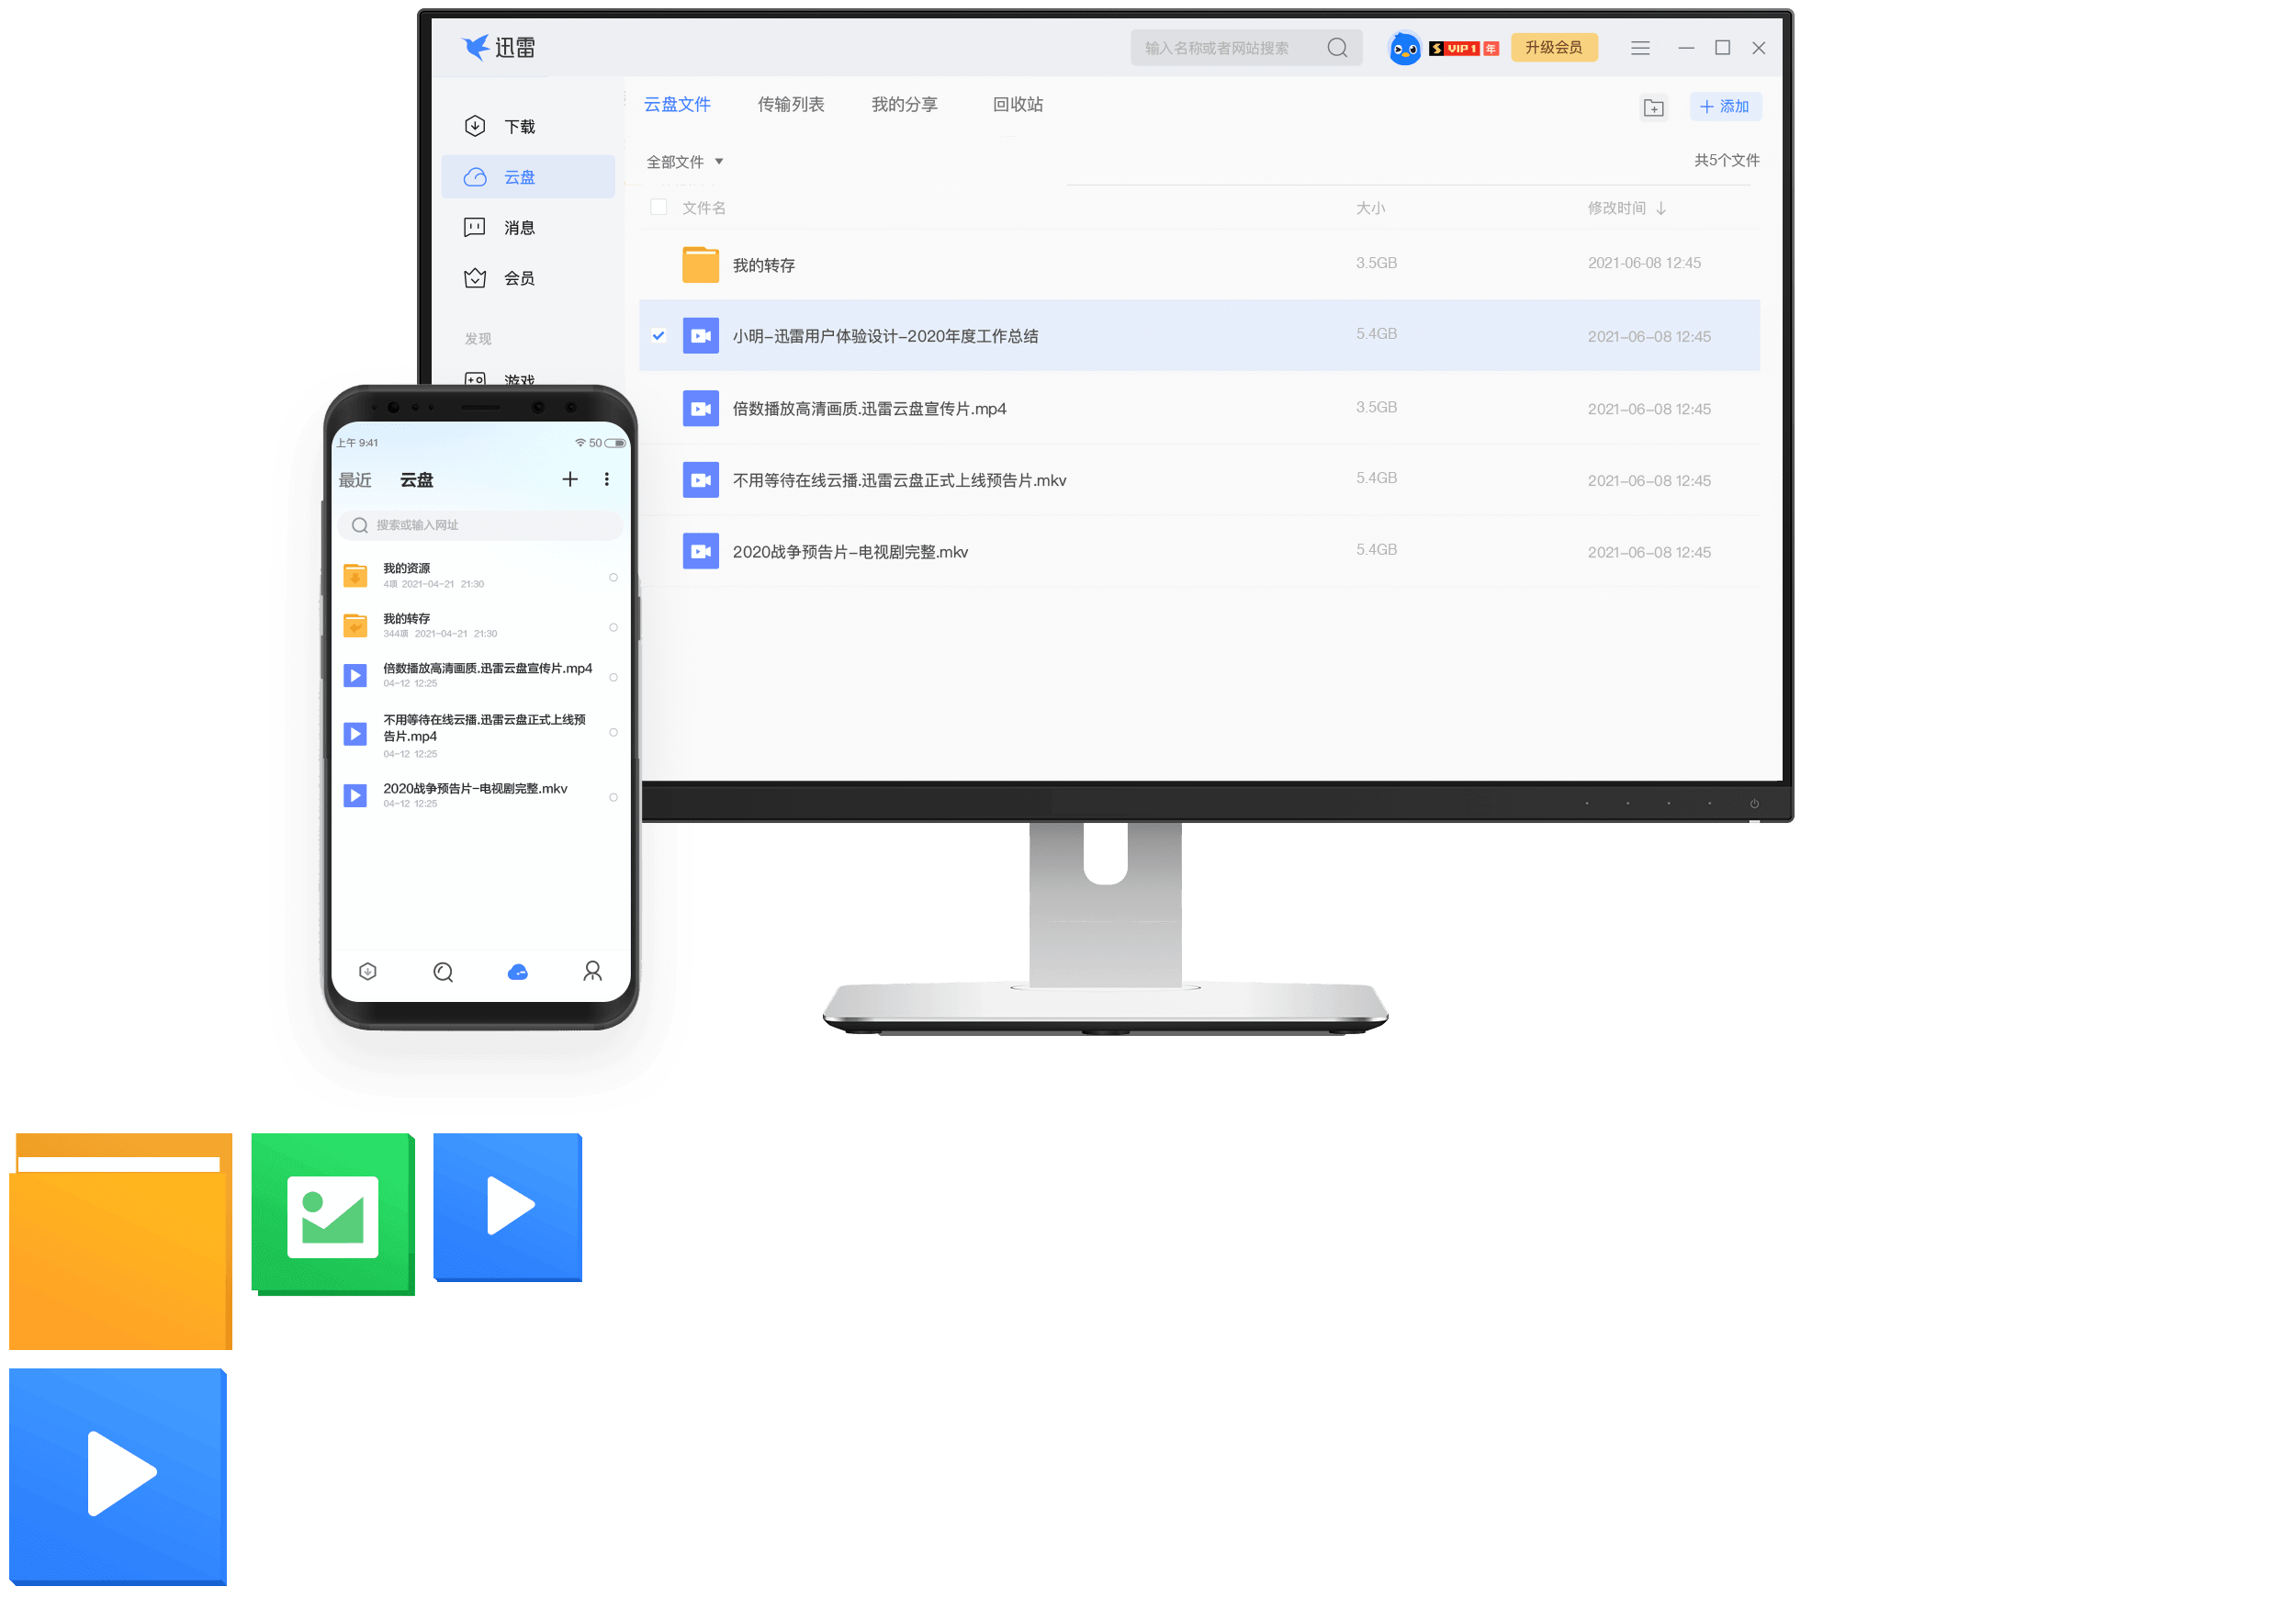 迅雷
输入名称或者网站搜索
VIP 1 年
升级会员
下载
云盘
消息
会员
发现
游戏
云盘文件 传输列表 我的分享 回收站
添加
全部文件
共5个文件
文件名 大小 修改时间
我的转存 3.5GB 2021-06-08 12:45
小明-迅雷用户体验设计-2020年度工作总结 5.4GB 2021-06-08 12:45
倍数播放高清画质.迅雷云盘宣传片.mp4 3.5GB 2021-06-08 12:45
不用等待在线云播.迅雷云盘正式上线预告片.mkv 5.4GB 2021-06-08 12:45
2020战争预告片-电视剧完整.mkv 5.4GB 2021-06-08 12:45
上午 9:41 50
最近 云盘
搜索或输入网址
我的资源
4项 2021-04-21 21:30
我的转存
344项 2021-04-21 21:30
倍数播放高清画质.迅雷云盘宣传片.mp4
04-12 12:25
不用等待在线云播.迅雷云盘正式上线预
告片.mp4
04-12 12:25
2020战争预告片-电视剧完整.mkv
04-12 12:25